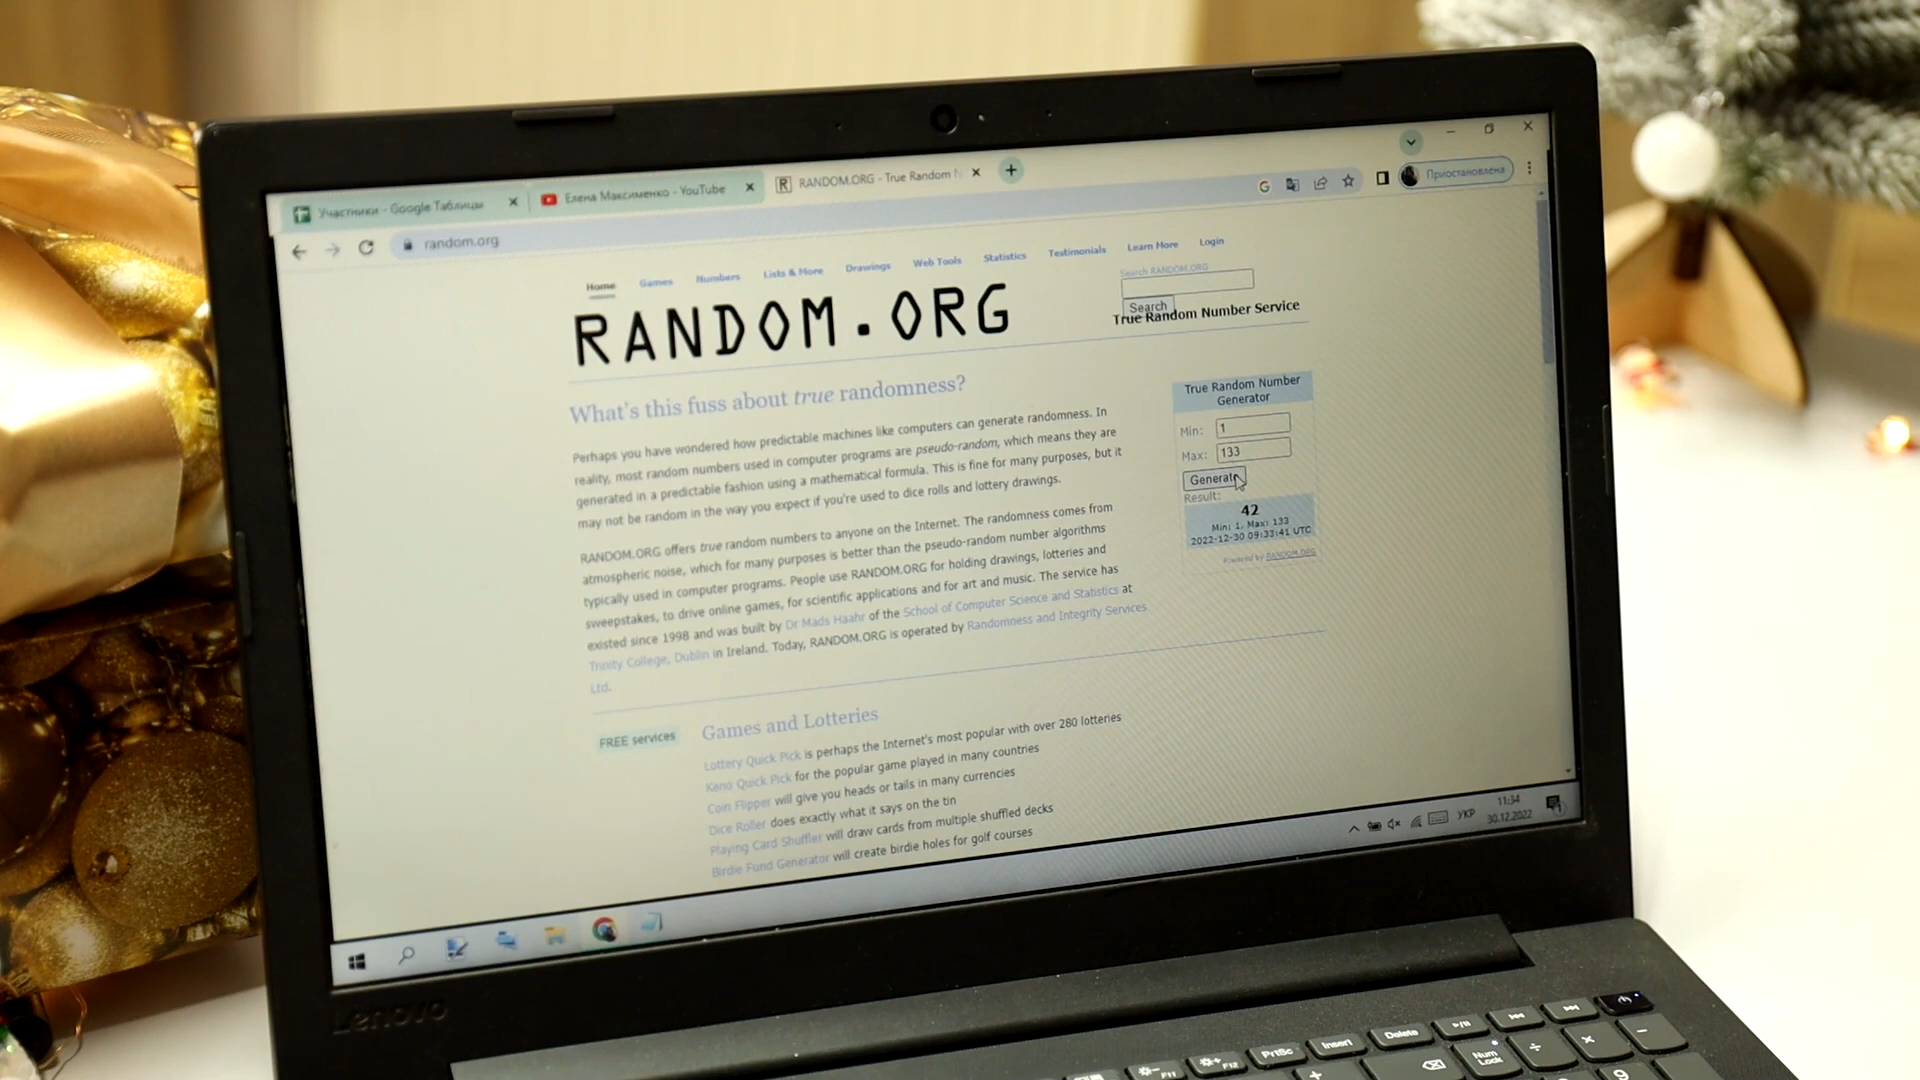 Участники - Google Таблицы
Елена Максименко - YouTube
RANDOM.ORG - True Random N
Приостановлена
random.org
Home Games Numbers Lists & More Drawings Web Tools Statistics Testimonials Learn More Login
Search RANDOM.ORG
Search
RANDOM.ORG
True Random Number Service
What's this fuss about true randomness?
Perhaps you have wondered how predictable machines like computers can generate randomness. In
reality, most random numbers used in computer programs are pseudo-random, which means they are
generated in a predictable fashion using a mathematical formula. This is fine for many purposes, but it
may not be random in the way you expect if you're used to dice rolls and lottery drawings.
RANDOM.ORG offers true random numbers to anyone on the Internet. The randomness comes from
atmospheric noise, which for many purposes is better than the pseudo-random number algorithms
typically used in computer programs. People use RANDOM.ORG for holding drawings, lotteries and
sweepstakes, to drive online games, for scientific applications and for art and music. The service has
existed since 1998 and was built by Dr Mads Haahr of the School of Computer Science and Statistics at
Trinity College, Dublin in Ireland. Today, RANDOM.ORG is operated by Randomness and Integrity Services
Ltd.
True Random Number
Generator
Min: 1
Max: 133
Generate
Result:
42
Min: 1, Max: 133
2022-12-30 09:33:41 UTC
Powered by RANDOM.ORG
FREE services
Games and Lotteries
Lottery Quick Pick is perhaps the Internet's most popular with over 280 lotteries
Keno Quick Pick for the popular game played in many countries
Coin Flipper will give you heads or tails in many currencies
Dice Roller does exactly what it says on the tin
Playing Card Shuffler will draw cards from multiple shuffled decks
Birdie Fund Generator will create birdie holes for golf courses
УКР
11:34
30.12.2022
Lenovo
F11 F12 PrtSc Insert Delete
Num
Lock
9